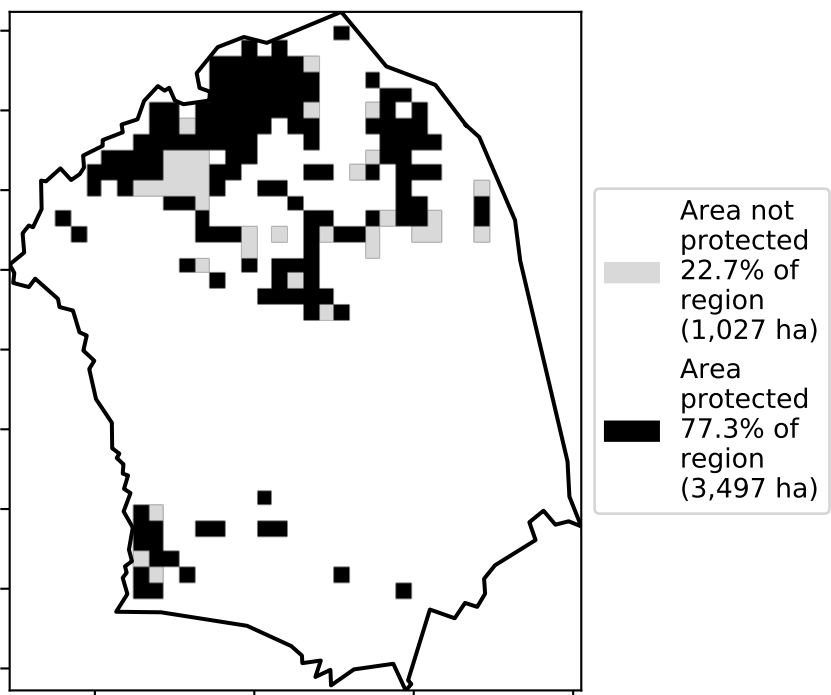 Area not
protected
22.7% of
region
(1,027 ha)
Area
protected
77.3% of
region
(3,497 ha)